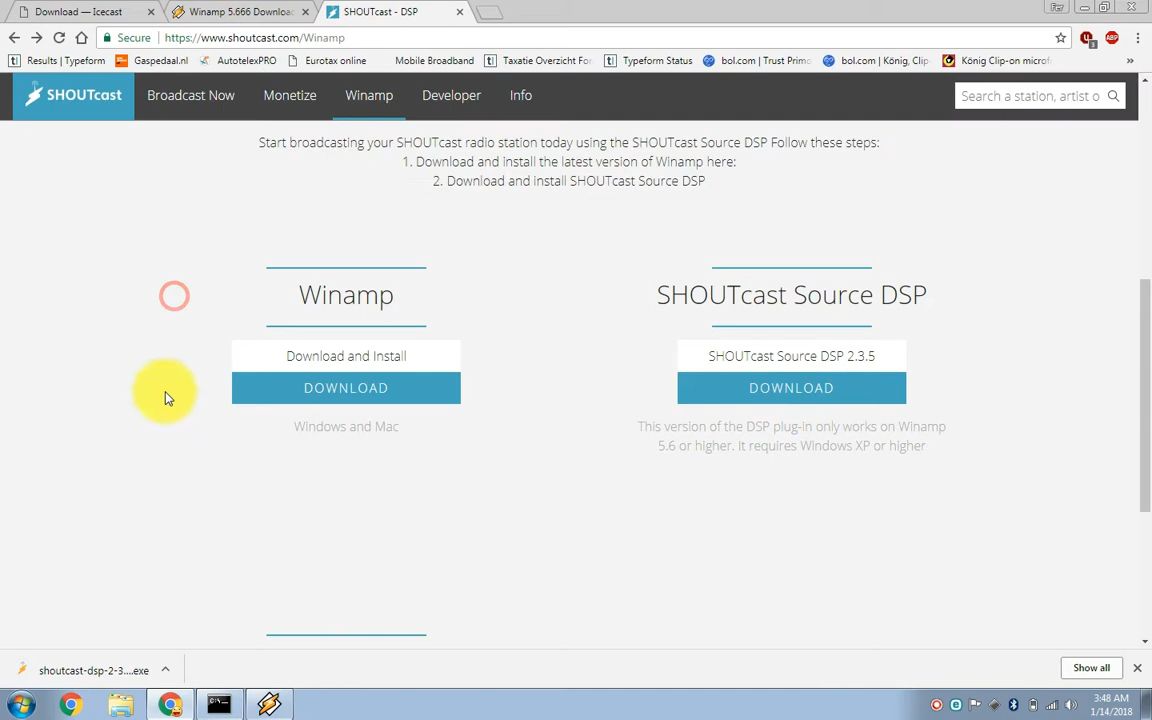 Download — Icecast
Winamp 5.666 Downloa
SHOUTcast - DSP
Fer
Secure
https://www.shoutcast.com/Winamp
3
ABP
Results | Typeform
Gaspedaal.nl
AutotelexPRO
Eurotax online
Mobile Broadband
Taxatie Overzicht For
Typeform Status
bol.com | Trust Primo
bol.com | König, Clip-
König Clip-on microf
SHOUTcast
Broadcast Now
Monetize
Winamp
Developer
Info
Search a station, artist o
Start broadcasting your SHOUTcast radio station today using the SHOUTcast Source DSP Follow these steps:
1. Download and install the latest version of Winamp here:
2. Download and install SHOUTcast Source DSP
Winamp
Download and Install
DOWNLOAD
Windows and Mac
SHOUTcast Source DSP
SHOUTcast Source DSP 2.3.5
DOWNLOAD
This version of the DSP plug-in only works on Winamp
5.6 or higher. It requires Windows XP or higher
shoutcast-dsp-2-3....exe
Show all
3:48 AM
1/14/2018